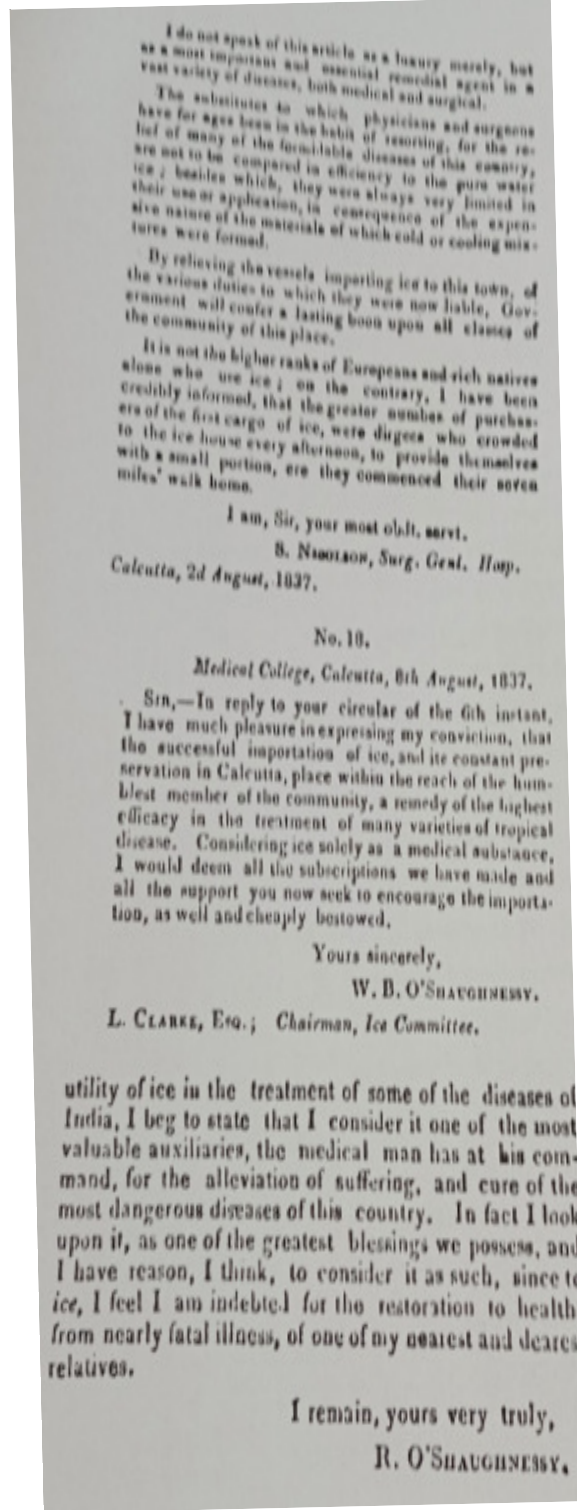 I do not speak of this article as a luxury merely, but
as a most important and essential remedial agent in a
vast variety of diseases, both medical and surgical.
The substitutes to which physicians and surgeons
have for ages been in the habit of resorting, for the re-
lief of many of the formidable diseases of this country,
are not to be compared in efficiency to the pure water
ice; besides which, they were always very limited in
their use or application, in consequence of the expen-
sive nature of the materials of which cold or cooling mix-
tures were formed.
By relieving the vessels importing ice to this town, of
the various duties to which they were now liable, Gov-
ernment will confer a lasting boon upon all classes of
the community of this place.
It is not the higher ranks of Europeans and rich natives
alone who use ice; on the contrary, I have been
credibly informed, that the greater number of purchas-
ers of the first cargo of ice, were dirgees who crowded
to the ice house every afternoon, to provide themselves
with a small portion, ere they commenced their seven
miles' walk home.
I am, Sir, your most obdt. servt.
S. NICOLSON, Surg. Genl. Hosp.
Calcutta, 2d August, 1837.
No. 18.
Medical College, Calcutta, 8th August, 1837.
SIR,—In reply to your circular of the 6th instant,
I have much pleasure in expressing my conviction, that
the successful importation of ice, and its constant pre-
servation in Calcutta, place within the reach of the hum-
blest member of the community, a remedy of the highest
efficacy in the treatment of many varieties of tropical
disease. Considering ice solely as a medical substance,
I would deem all the subscriptions we have made and
all the support you now seek to encourage the importa-
tion, as well and cheaply bestowed.
Yours sincerely,
W. B. O'SHAUGHNESSY.
L. CLARKE, ESQ.; Chairman, Ice Committee.
utility of ice in the treatment of some of the diseases of
India, I beg to state that I consider it one of the most
valuable auxiliaries, the medical man has at his com-
mand, for the alleviation of suffering, and cure of the
most dangerous diseases of this country. In fact I look
upon it, as one of the greatest blessings we possess, and
I have reason, I think, to consider it as such, since to
ice, I feel I am indebted for the restoration to health
from nearly fatal illness, of one of my nearest and deares
relatives.
I remain, yours very truly,
R. O'SHAUGHNESSY.